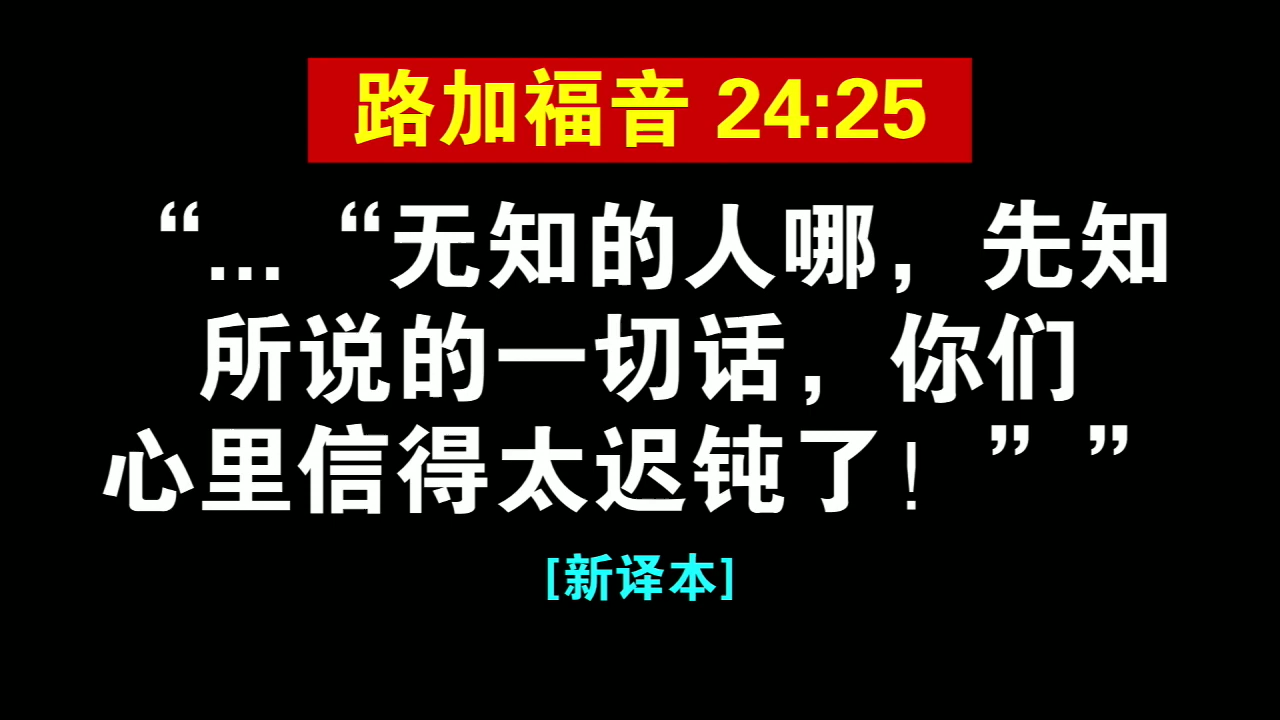 路加福音 24:25
“...“无知的人哪，先知
所说的一切话，你们
心里信得太迟钝了！””
[新译本]